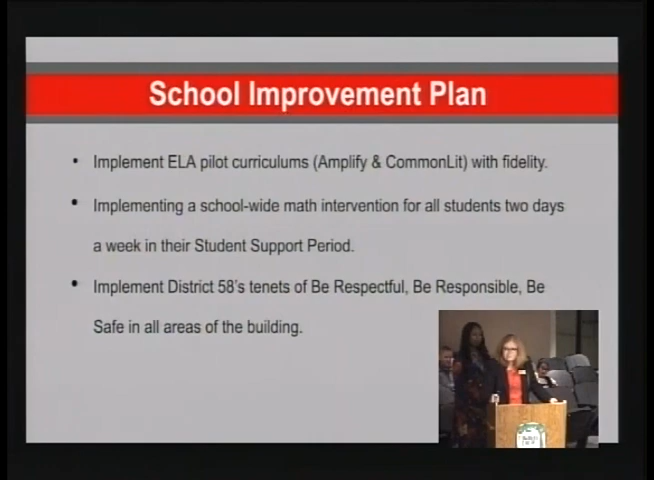 School Improvement Plan
• Implement ELA pilot curriculums (Amplify & CommonLit) with fidelity.
• Implementing a school-wide math intervention for all students two days
a week in their Student Support Period.
• Implement District 58's tenets of Be Respectful, Be Responsible, Be
Safe in all areas of the building.